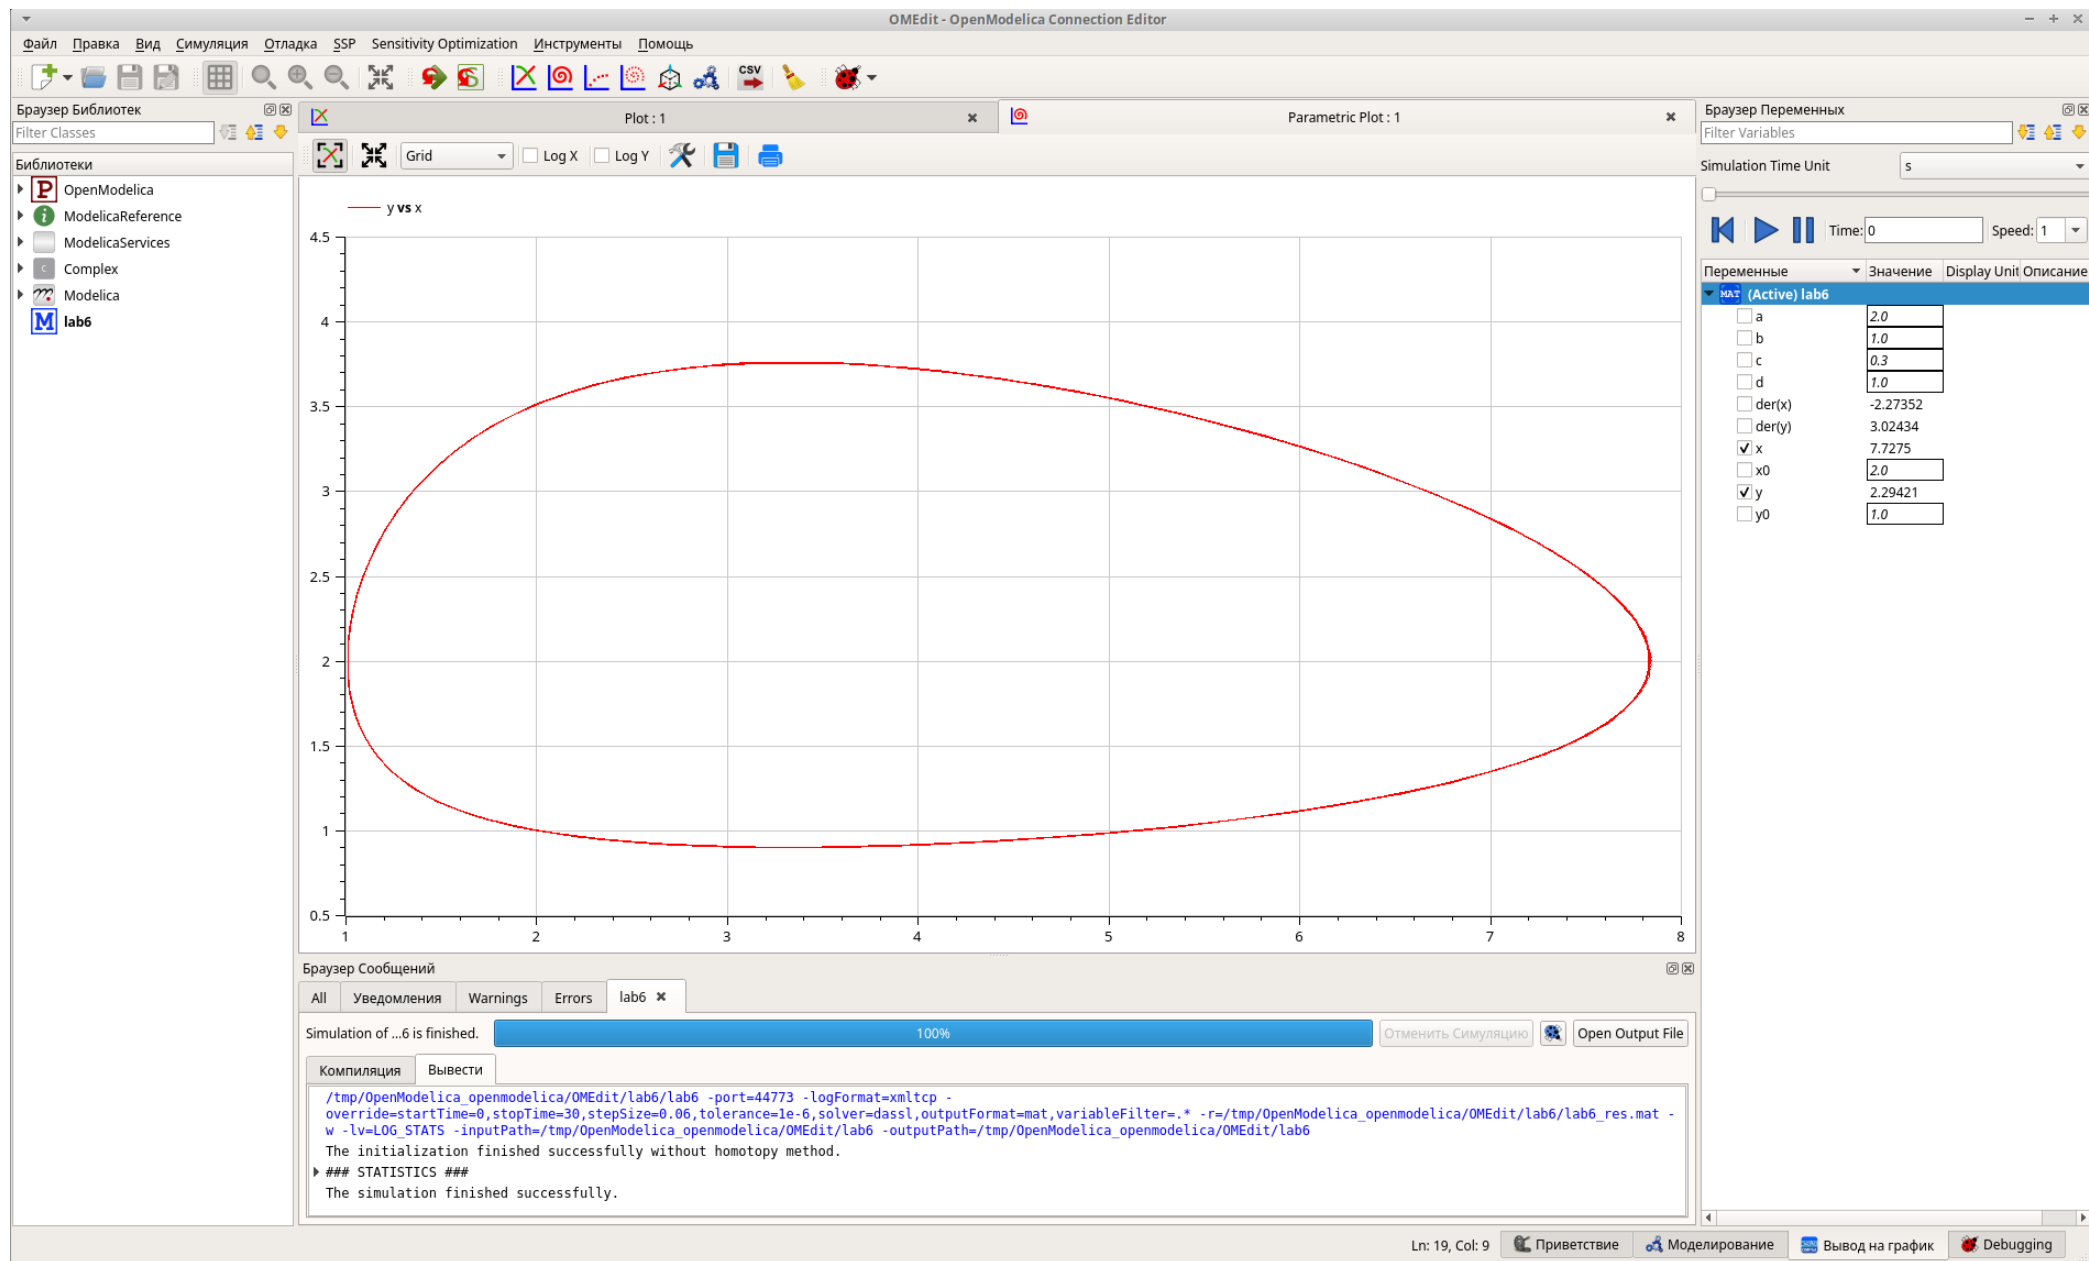 OMEdit - OpenModelica Connection Editor
Файл Правка Вид Симуляция Отладка SSP Sensitivity Optimization Инструменты Помощь
CSV
Браузер Библиотек
Filter Classes
Библиотеки
P OpenModelica
i ModelicaReference
ModelicaServices
C Complex
Modelica
M lab6
Plot : 1
Parametric Plot : 1
Grid
Log X
Log Y
y vs x
4.5
4
3.5
3
2.5
2
1.5
1
0.5
1 2 3 4 5 6 7 8
Браузер Сообщений
All Уведомления Warnings Errors lab6
Simulation of ...6 is finished.
100%
Отменить Симуляцию
Open Output File
Компиляция Вывести
/tmp/OpenModelica_openmodelica/OMEdit/lab6/lab6 -port=44773 -logFormat=xmltcp -
override=startTime=0,stopTime=30,stepSize=0.06,tolerance=1e-6,solver=dassl,outputFormat=mat,variableFilter=.* -r=/tmp/OpenModelica_openmodelica/OMEdit/lab6/lab6_res.mat -
w -lv=LOG_STATS -inputPath=/tmp/OpenModelica_openmodelica/OMEdit/lab6 -outputPath=/tmp/OpenModelica_openmodelica/OMEdit/lab6
The initialization finished successfully without homotopy method.
### STATISTICS ###
The simulation finished successfully.
Браузер Переменных
Filter Variables
Simulation Time Unit s
Time: 0 Speed: 1
Переменные Значение Display Unit Описание
MAT (Active) lab6
a 2.0
b 1.0
c 0.3
d 1.0
der(x) -2.27352
der(y) 3.02434
x 7.7275
x0 2.0
y 2.29421
y0 1.0
Ln: 19, Col: 9 Приветствие Моделирование Вывод на график Debugging